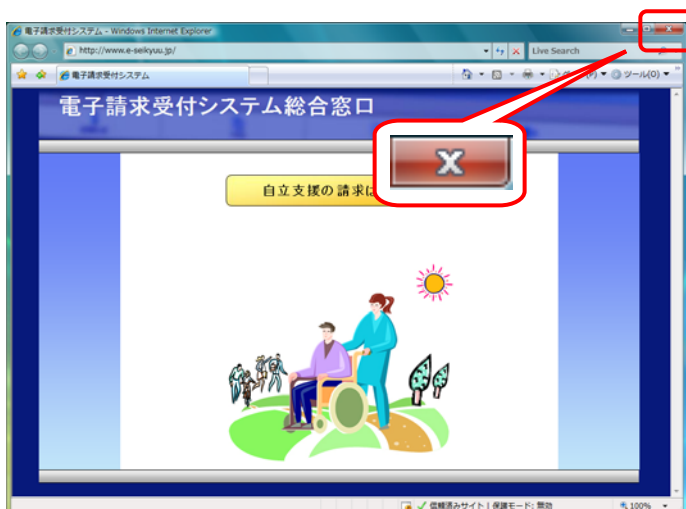 電子請求受付システム - Windows Internet Explorer
http://www.e-seikyuu.jp/
Live Search
電子請求受付システム
ツール(O)
電子請求受付システム総合窓口
自立支援の請求は
信頼済みサイト | 保護モード: 無効
100%